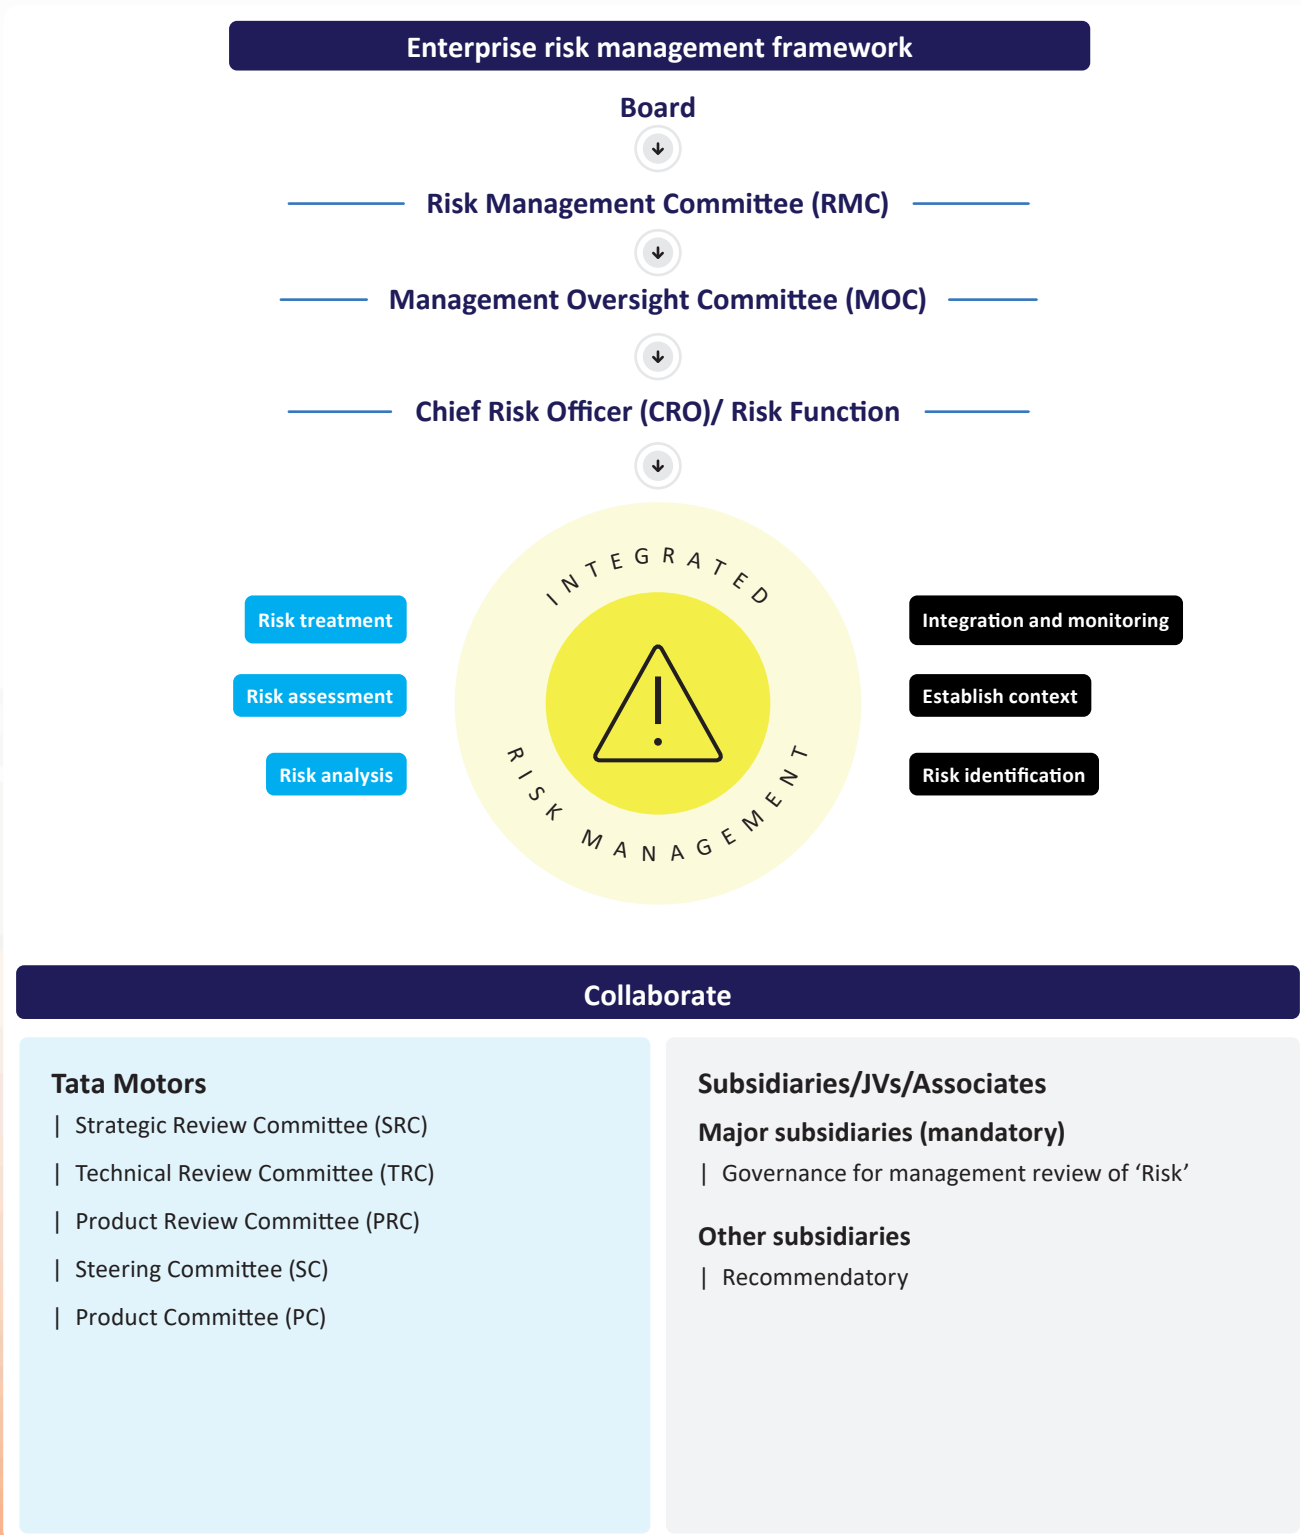 Enterprise risk management framework
Board
Risk Management Committee (RMC)
Management Oversight Committee (MOC)
Chief Risk Officer (CRO)/ Risk Function
INTEGRATED
RISK MANAGEMENT
Risk treatment
Risk assessment
Risk analysis
Integration and monitoring
Establish context
Risk identification
Collaborate
Tata Motors
| Strategic Review Committee (SRC)
| Technical Review Committee (TRC)
| Product Review Committee (PRC)
| Steering Committee (SC)
| Product Committee (PC)
Subsidiaries/JVs/Associates
Major subsidiaries (mandatory)
| Governance for management review of ‘Risk’
Other subsidiaries
| Recommendatory